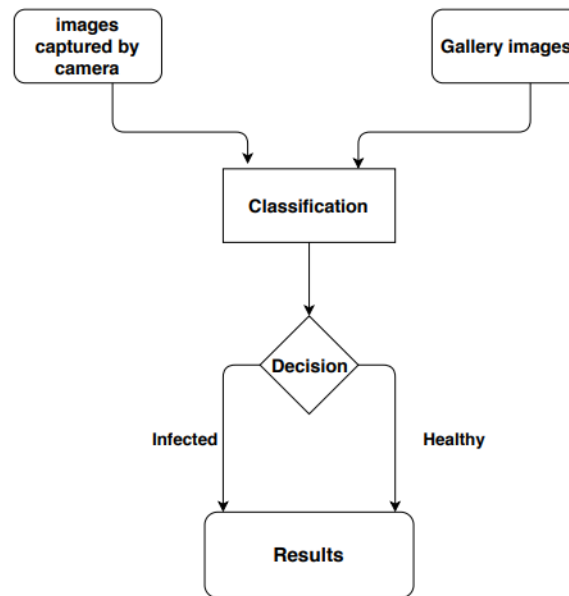 images
captured by
camera
Gallery images
Classification
Decision
Infected
Healthy
Results